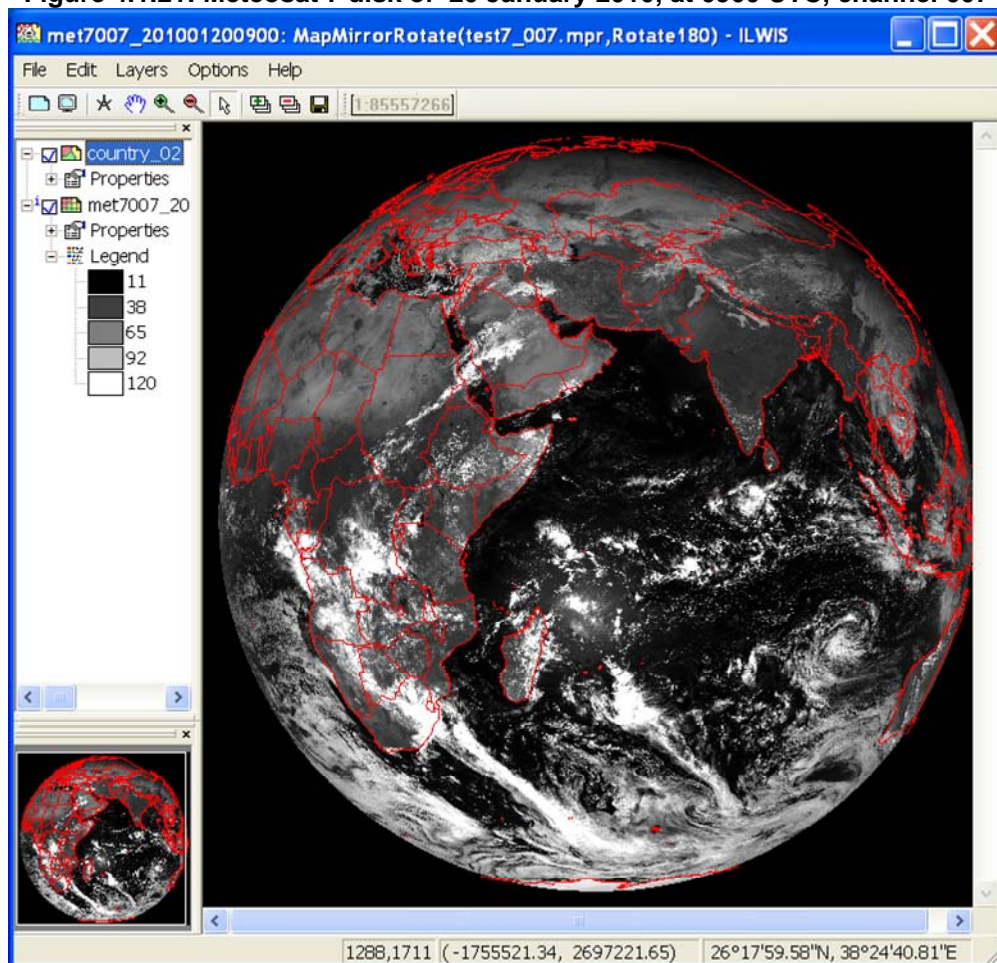 met7007_201001200900: MapMirrorRotate(test7_007.mpr,Rotate180) - ILWIS
File Edit Layers Options Help
1:85557266
country_02
Properties
met7007_20
Properties
Legend
11
38
65
92
120
1288,1711 (-1755521.34, 2697221.65) 26°17'59.58"N, 38°24'40.81"E